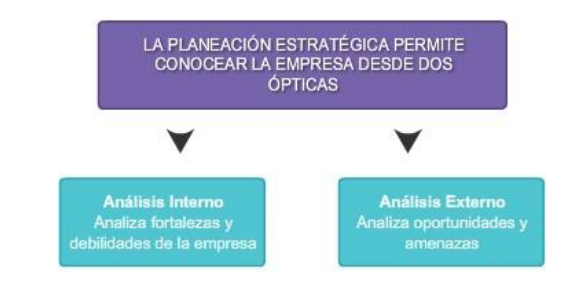 LA PLANEACIÓN ESTRATÉGICA PERMITE
CONOCEAR LA EMPRESA DESDE DOS
ÓPTICAS
Análisis Interno
Analiza fortalezas y
debilidades de la empresa
Análisis Externo
Analiza oportunidades y
amenazas